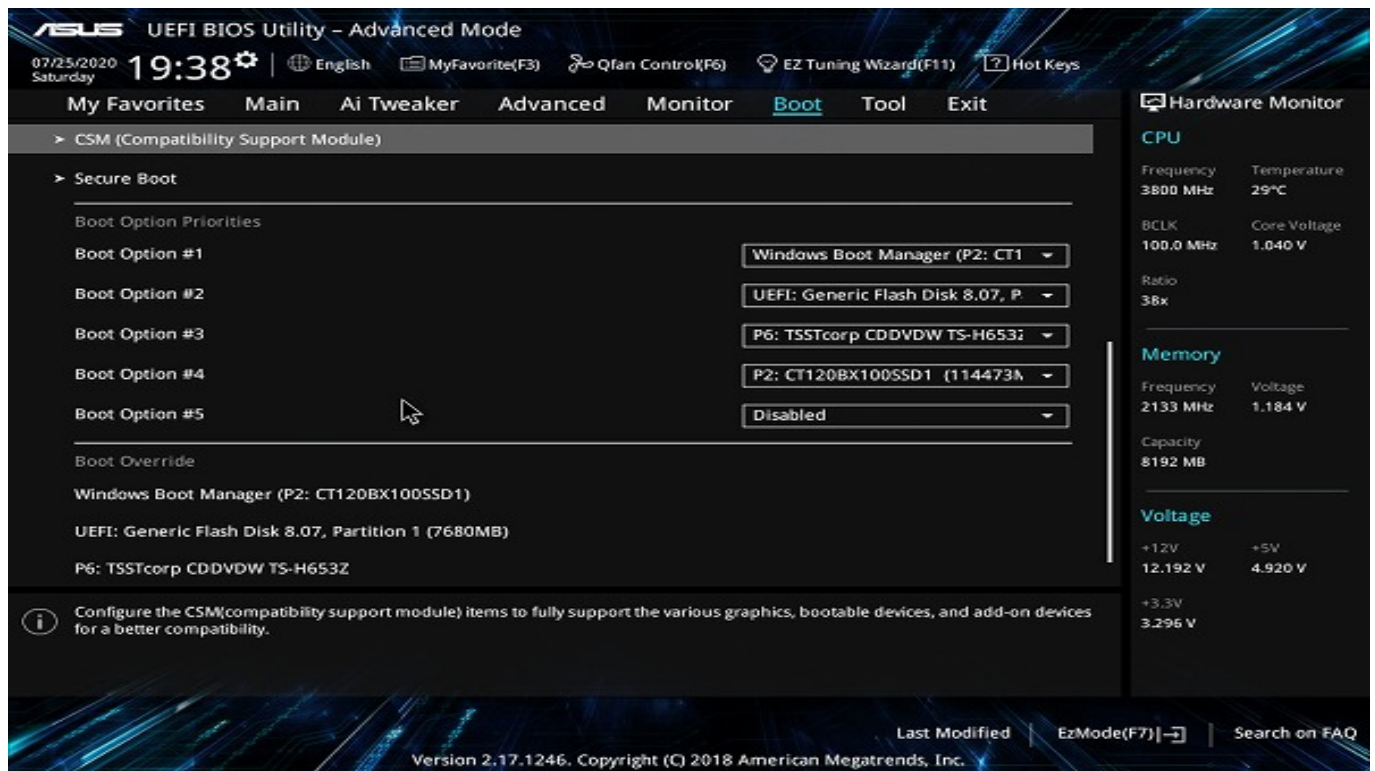 ASUS UEFI BIOS Utility – Advanced Mode
07/25/2020
Saturday
19:38
English
MyFavorite(F3)
Qfan Control(F6)
EZ Tuning Wizard(F11)
? Hot Keys
My Favorites Main Ai Tweaker Advanced Monitor Boot Tool Exit
> CSM (Compatibility Support Module)
> Secure Boot
Boot Option Priorities
Boot Option #1 Windows Boot Manager (P2: CT1
Boot Option #2 UEFI: Generic Flash Disk 8.07, P
Boot Option #3 P6: TSSTcorp CDDVDW TS-H653Z
Boot Option #4 P2: CT120BX100SSD1 (114473M
Boot Option #5 Disabled
Boot Override
Windows Boot Manager (P2: CT120BX100SSD1)
UEFI: Generic Flash Disk 8.07, Partition 1 (7680MB)
P6: TSSTcorp CDDVDW TS-H653Z
Configure the CSM(compatibility support module) items to fully support the various graphics, bootable devices, and add-on devices
for a better compatibility.
Hardware Monitor
CPU
Frequency Temperature
3800 MHz 29°C
BCLK Core Voltage
100.0 MHz 1.040 V
Ratio
38x
Memory
Frequency Voltage
2133 MHz 1.184 V
Capacity
8192 MB
Voltage
+12V +5V
12.192 V 4.920 V
+3.3V
3.296 V
Last Modified
EzMode(F7)
Search on FAQ
Version 2.17.1246. Copyright (C) 2018 American Megatrends, Inc.